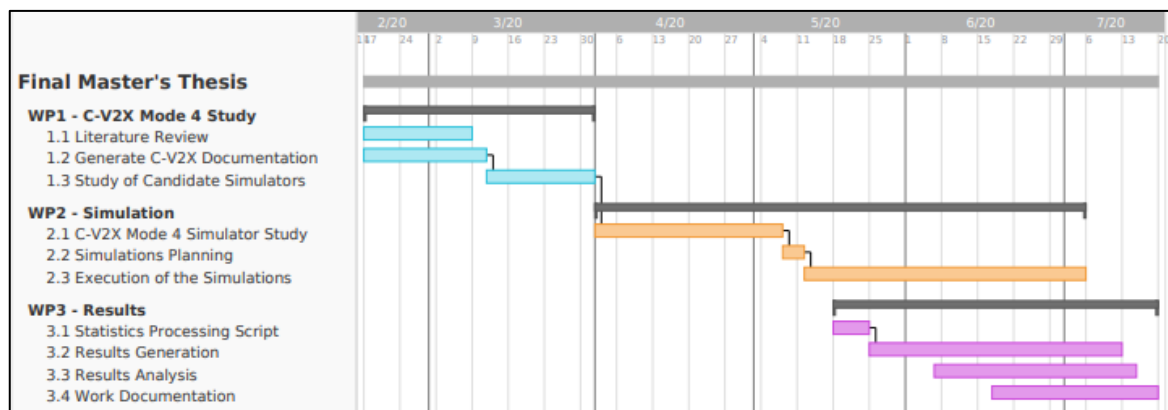 2/20 3/20 4/20 5/20 6/20 7/20
17 24 2 9 16 23 30 6 13 20 27 4 11 18 25 1 8 15 22 29 6 13 20
Final Master's Thesis
WP1 - C-V2X Mode 4 Study
1.1 Literature Review
1.2 Generate C-V2X Documentation
1.3 Study of Candidate Simulators
WP2 - Simulation
2.1 C-V2X Mode 4 Simulator Study
2.2 Simulations Planning
2.3 Execution of the Simulations
WP3 - Results
3.1 Statistics Processing Script
3.2 Results Generation
3.3 Results Analysis
3.4 Work Documentation